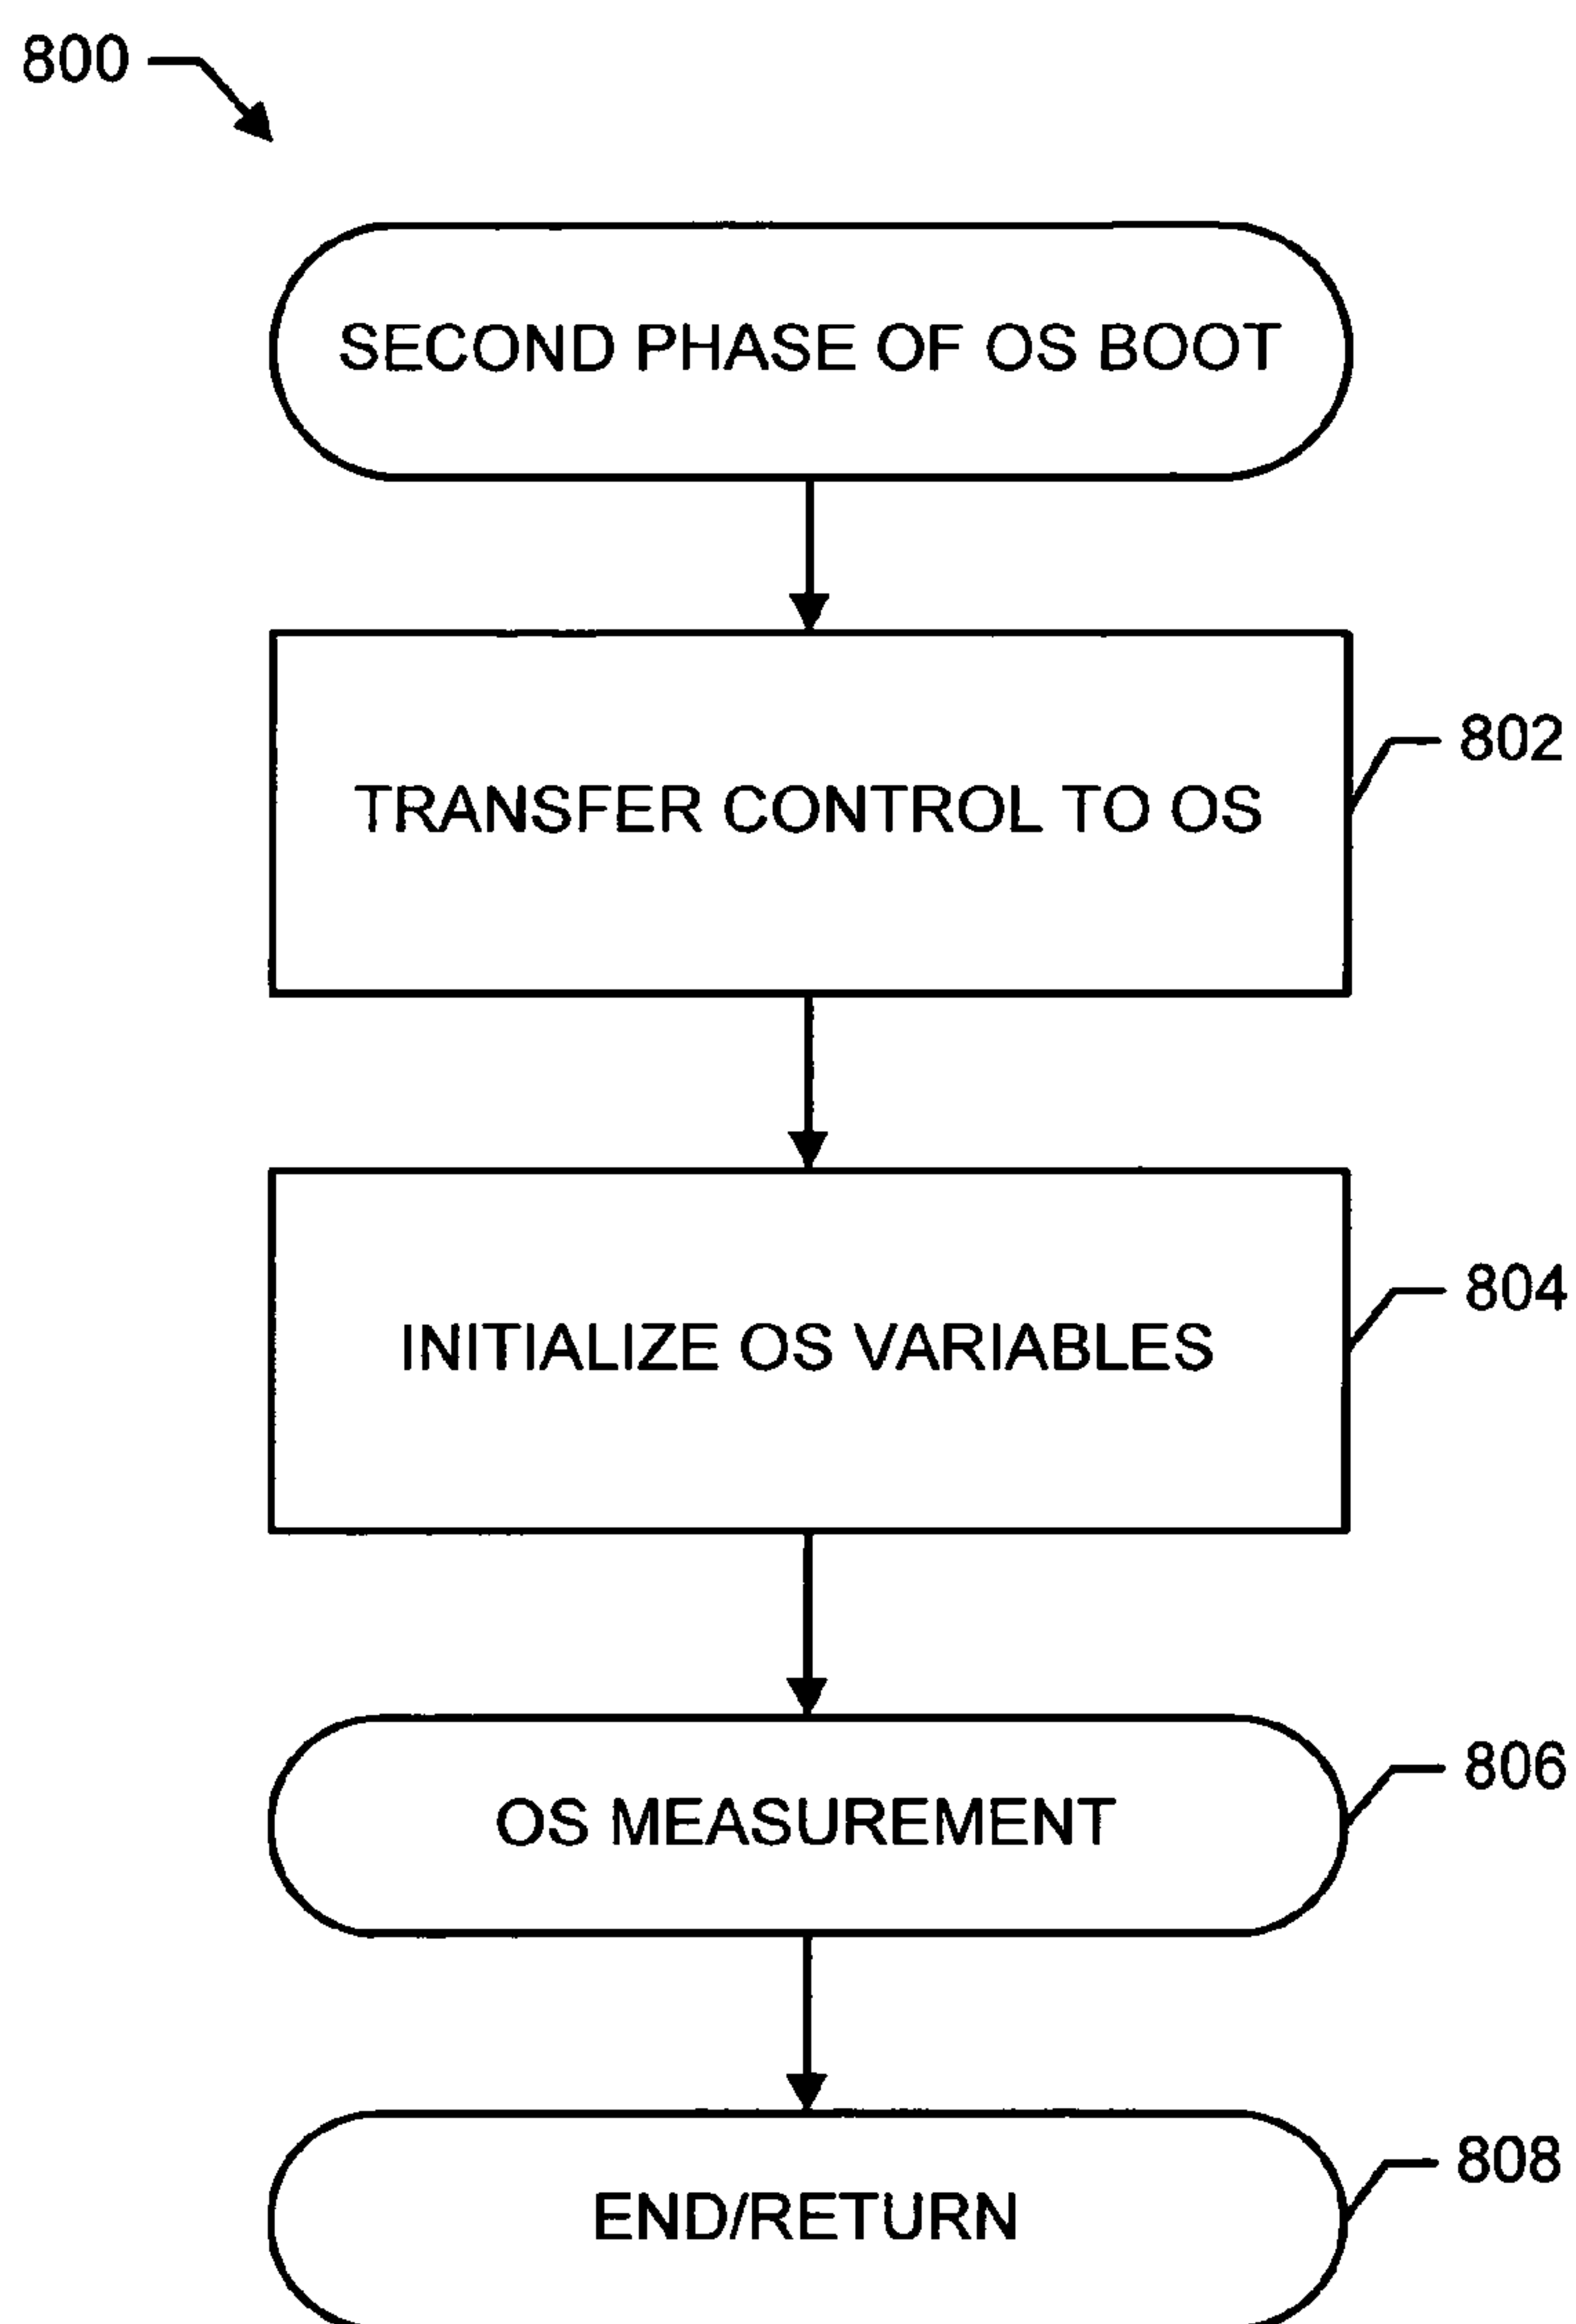 800
SECOND PHASE OF OS BOOT
TRANSFER CONTROL TO OS
802
INITIALIZE OS VARIABLES
804
OS MEASUREMENT
806
END/RETURN
808